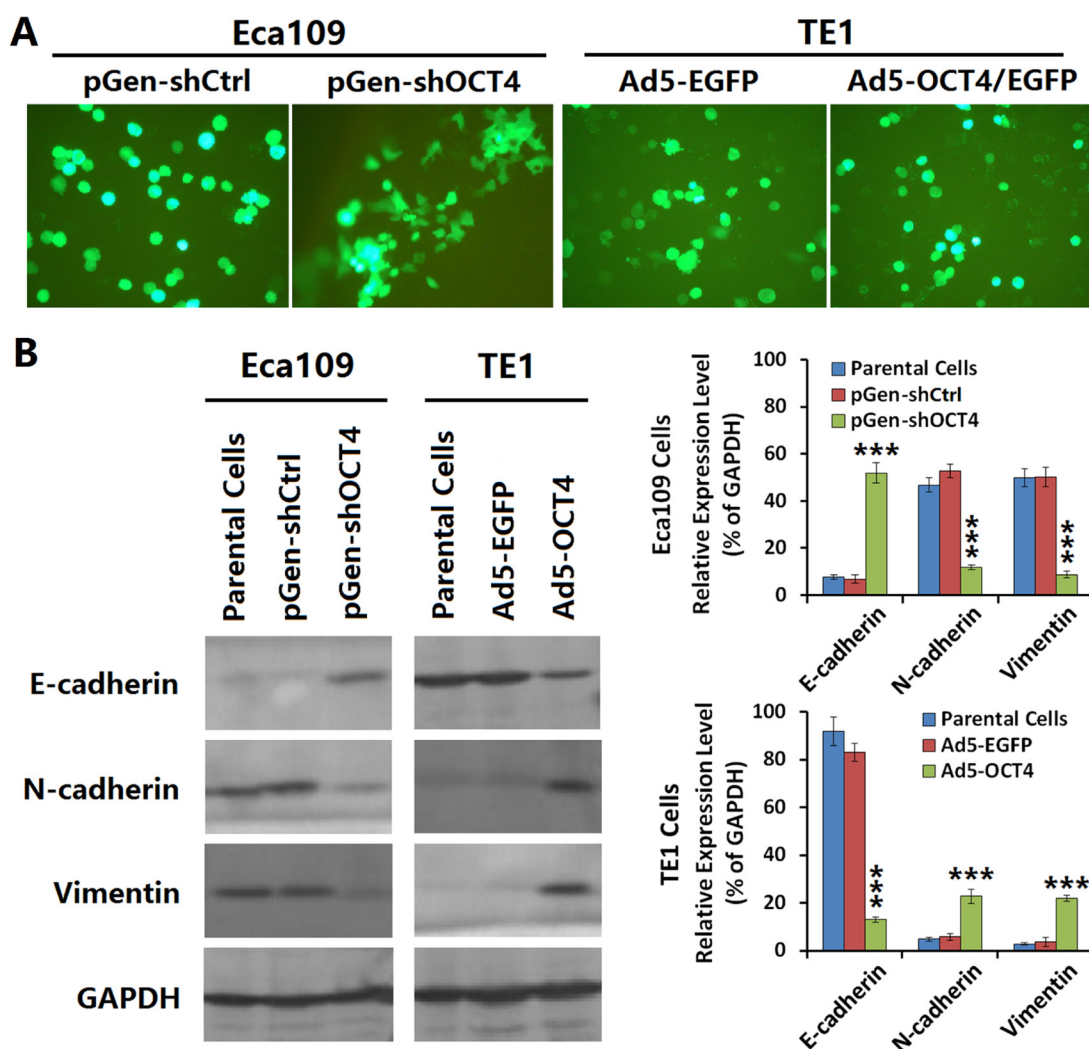 A
Eca109
TE1
pGen-shCtrl
pGen-shOCT4
Ad5-EGFP
Ad5-OCT4/EGFP
B
Eca109
TE1
Parental Cells
pGen-shCtrl
pGen-shOCT4
Parental Cells
Ad5-EGFP
Ad5-OCT4
E-cadherin
N-cadherin
Vimentin
GAPDH
Eca109 Cells
Relative Expression Level
(% of GAPDH)
100
80
60
40
20
0
Parental Cells
pGen-shCtrl
pGen-shOCT4
***
***
***
E-cadherin
N-cadherin
Vimentin
TE1 Cells
Relative Expression Level
(% of GAPDH)
100
80
60
40
20
0
Parental Cells
Ad5-EGFP
Ad5-OCT4
***
***
***
E-cadherin
N-cadherin
Vimentin